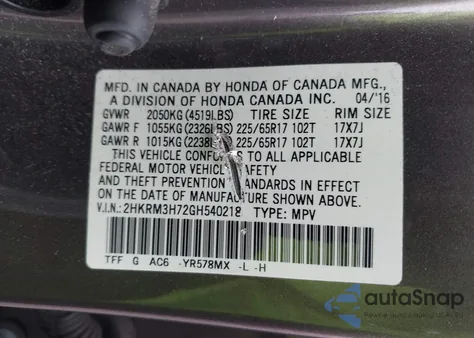 MFD. IN CANADA BY HONDA OF CANADA MFG.,
A DIVISION OF HONDA CANADA INC. 04/'16
GVWR 2050KG (4519LBS) TIRE SIZE RIM SIZE
GAWR F 1055KG (2326LBS) 225/65R17 102T 17X7J
GAWR R 1015KG (2238LBS) 225/65R17 102T 17X7J
THIS VEHICLE CONFORMS TO ALL APPLICABLE
FEDERAL MOTOR VEHICLE SAFETY
AND THEFT PREVENTION STANDARDS IN EFFECT
ON THE DATE OF MANUFACTURE SHOWN ABOVE.
V.I.N.: 2HKRM3H72GH540218 TYPE: MPV
TFF G AC6 -YR578MX -L -H
autoSnap